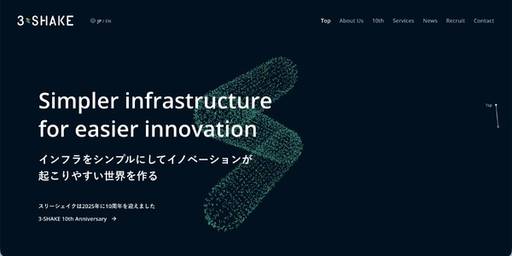 3-SHAKE
JP / EN
Top
About Us
10th
Services
News
Recruit
Contact
Simpler infrastructure
for easier innovation
インフラをシンプルにしてイノベーションが
起こりやすい世界を作る
Top
スリーシェイクは2025年に10周年を迎えました
3-SHAKE 10th Anniversary →